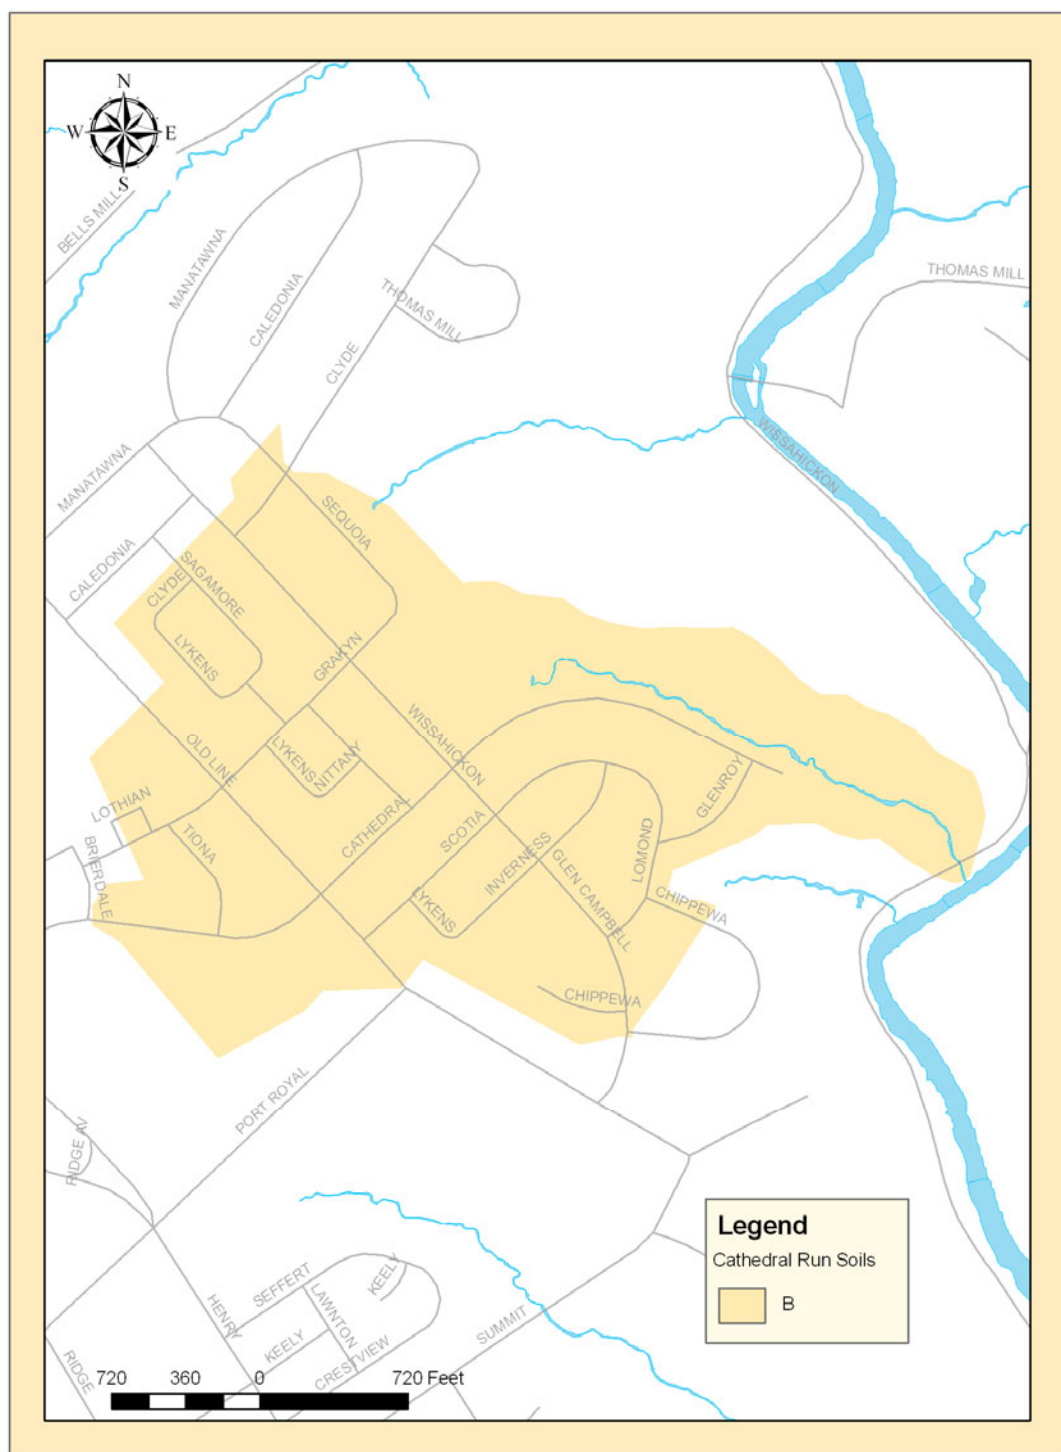 N
W E
S
BELLS MILL
MANATAWNA
CALEDONIA
THOMAS MILL
THOMAS MILL
CLYDE
WISSAHICKON
MANATAWNA
SEQUOIA
CALEDONIA
SAGAMORE
CLYDE
LYKENS
GRAKYN
WISSAHICKON
OLD LINE
LYKENS
NITTANY
GLENROY
LOTHIAN
CATHEDRAL
SCOTIA
TIONA
BRIERDALE
INVERNESS
LOMOND
GLEN CAMPBELL
LYKENS
CHIPPEWA
CHIPPEWA
PORT ROYAL
RIDGE AV
SEFFERT
KEELY
HENRY
LAWNTON
KEELY
CRESTVIEW
SUMMIT
RIDGE
Legend
Cathedral Run Soils
B
720 360 0 720 Feet